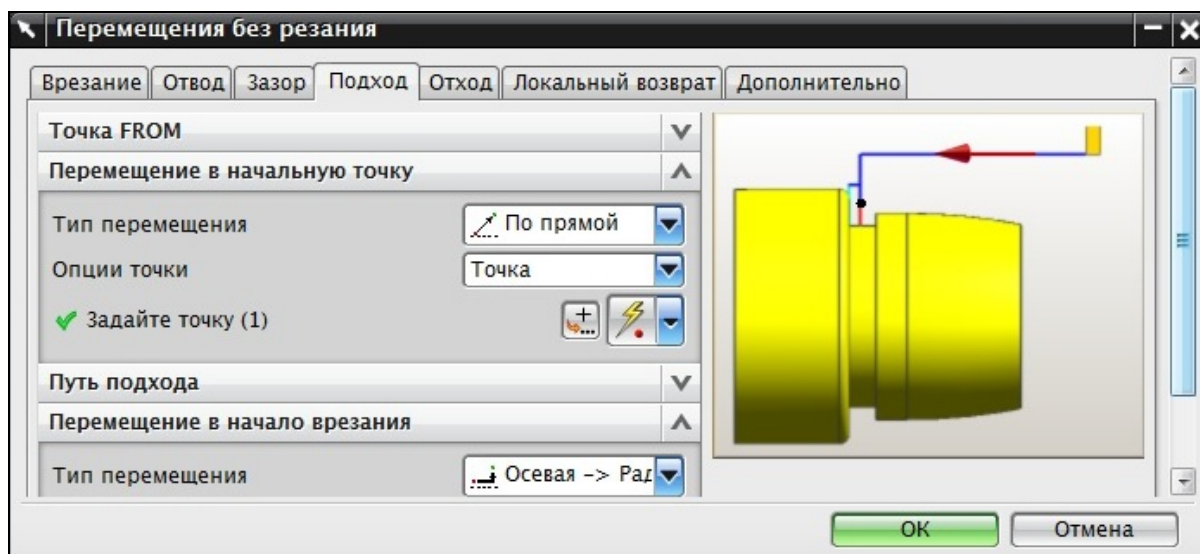 Перемещения без резания
Врезание Отвод Зазор Подход Отход Локальный возврат Дополнительно
Точка FROM
Перемещение в начальную точку
Тип перемещения По прямой
Опции точки Точка
Задайте точку (1)
Путь подхода
Перемещение в начало врезания
Тип перемещения Осевая -> Рад
OK Отмена